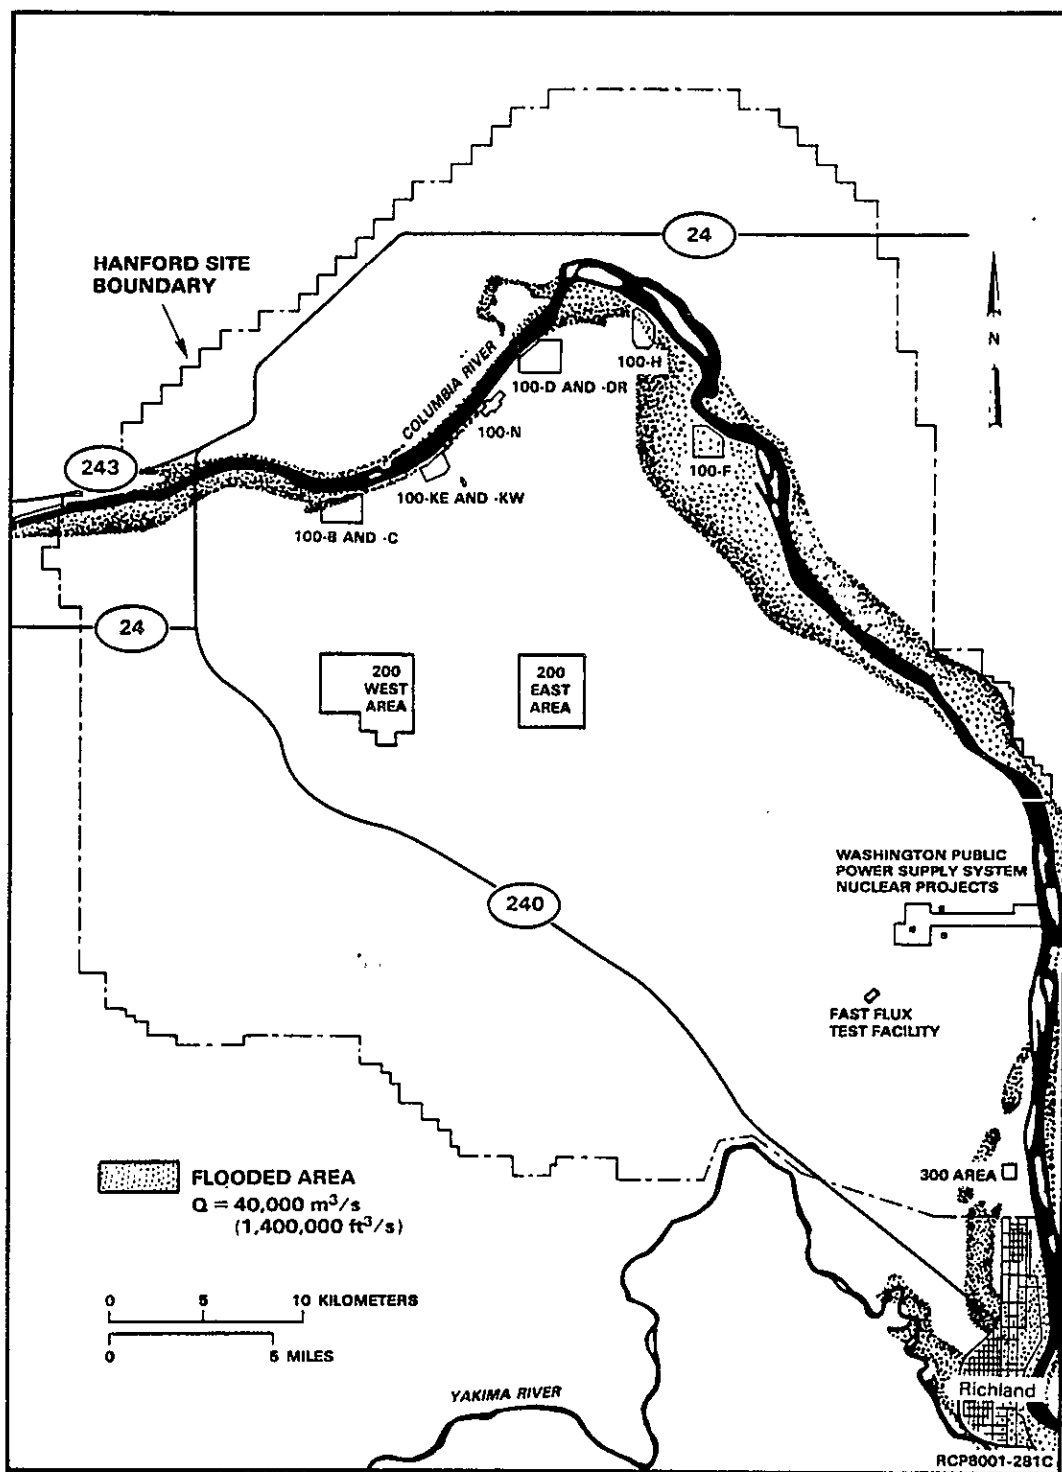 24
HANFORD SITE
BOUNDARY
N
COLUMBIA RIVER
100-H
100-D AND -DR
100-N
100-F
243
100-KE AND -KW
100-B AND -C
24
200
WEST
AREA
200
EAST
AREA
WASHINGTON PUBLIC
POWER SUPPLY SYSTEM
NUCLEAR PROJECTS
240
FAST FLUX
TEST FACILITY
300 AREA
FLOODED AREA
Q = 40,000 m³/s
(1,400,000 ft³/s)
0 5 10 KILOMETERS
0 5 MILES
YAKIMA RIVER
Richland
RCP8001-281C